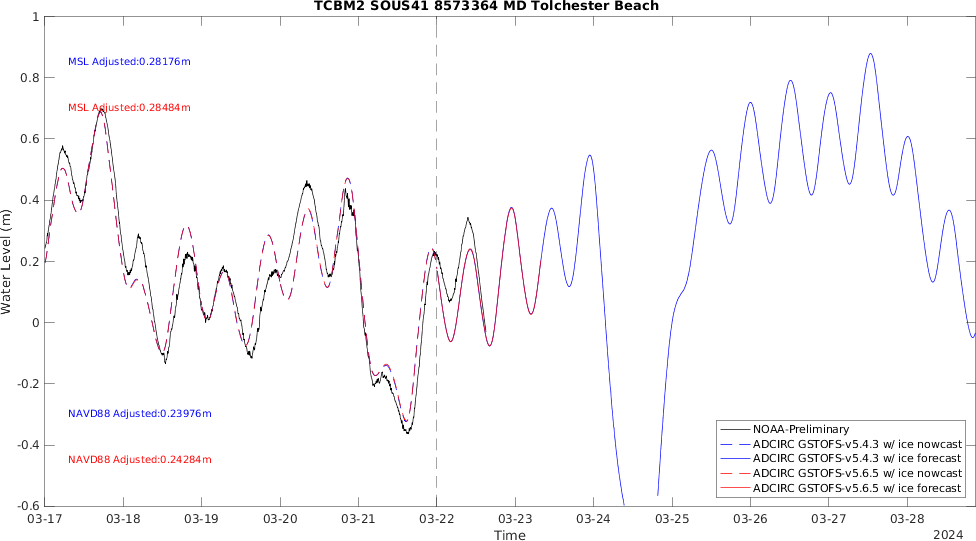 TCBM2 SOUS41 8573364 MD Tolchester Beach
1
0.8
0.6
0.4
0.2
0
-0.2
-0.4
-0.6
Water Level (m)
MSL Adjusted:0.28176m
MSL Adjusted:0.28484m
NAVD88 Adjusted:0.23976m
NAVD88 Adjusted:0.24284m
NOAA-Preliminary
ADCIRC GSTOFS-v5.4.3 w/ ice nowcast
ADCIRC GSTOFS-v5.4.3 w/ ice forecast
ADCIRC GSTOFS-v5.6.5 w/ ice nowcast
ADCIRC GSTOFS-v5.6.5 w/ ice forecast
03-17 03-18 03-19 03-20 03-21 03-22 03-23 03-24 03-25 03-26 03-27 03-28
Time
2024